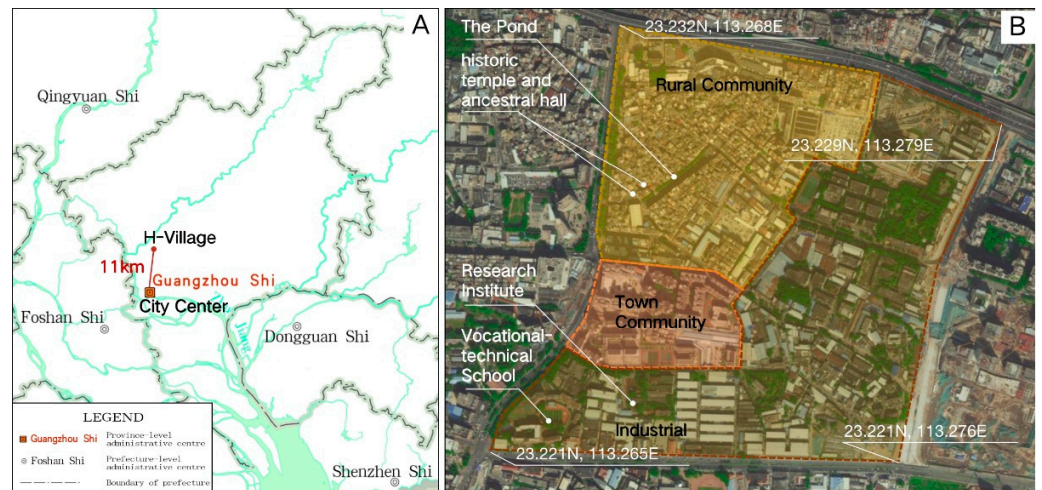 A
Qingyuan Shi
H-Village
11km
Guangzhou Shi
City Center
Foshan Shi
Jiang
Dongguan Shi
LEGEND
Guangzhou Shi Province-level
administrative centre
Foshan Shi Prefecture-level
administrative centre
Boundary of prefecture
Shenzhen Shi
B
The Pond
23.232N,113.268E
historic
temple and
ancestral hall
Rural Community
23.229N, 113.279E
Research
Institute
Town
Community
Vocational-
technical
School
Industrial
23.221N, 113.276E
23.221N, 113.265E